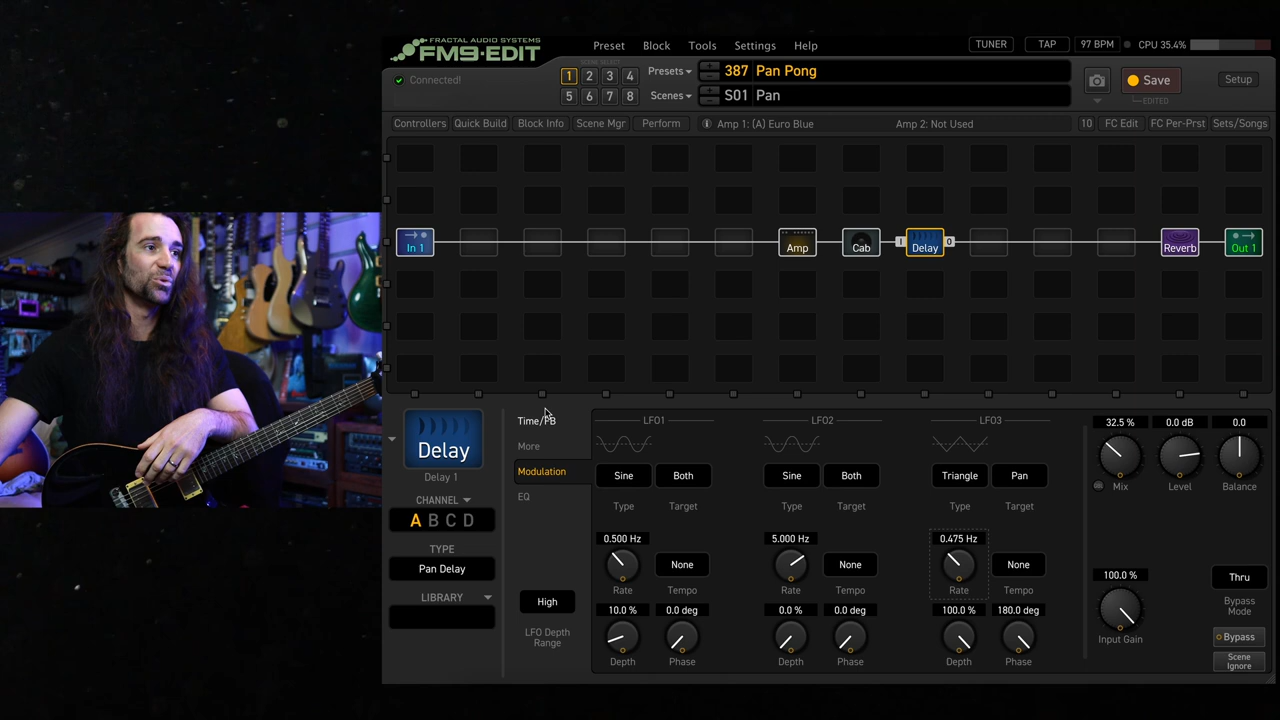 FRACTAL AUDIO SYSTEMS
FM9-EDIT
Preset Block Tools Settings Help
TUNER TAP 97 BPM CPU 35.4%
Connected!
SCENE SELECT
1 2 3 4
5 6 7 8
Presets 387 Pan Pong
Scenes S01 Pan
Save
EDITED
Setup
Controllers Quick Build Block Info Scene Mgr Perform Amp 1: (A) Euro Blue Amp 2: Not Used 10 FC Edit FC Per-Prst Sets/Songs
In 1 Amp Cab I Delay O Reverb Out 1
Delay
Delay 1
CHANNEL
A B C D
TYPE
Pan Delay
LIBRARY
Time/FB
More
Modulation
EQ
High
LFO Depth
Range
LFO1 LFO2 LFO3
Sine Both Sine Both Triangle Pan
Type Target Type Target Type Target
0.500 Hz 5.000 Hz 0.475 Hz
None None None
Rate Tempo Rate Tempo Rate Tempo
10.0 % 0.0 deg 0.0 % 0.0 deg 100.0 % 180.0 deg
Depth Phase Depth Phase Depth Phase
32.5 % 0.0 dB 0.0
Mix Level Balance
100.0 %
Input Gain
Thru
Bypass
Mode
Bypass
Scene
Ignore